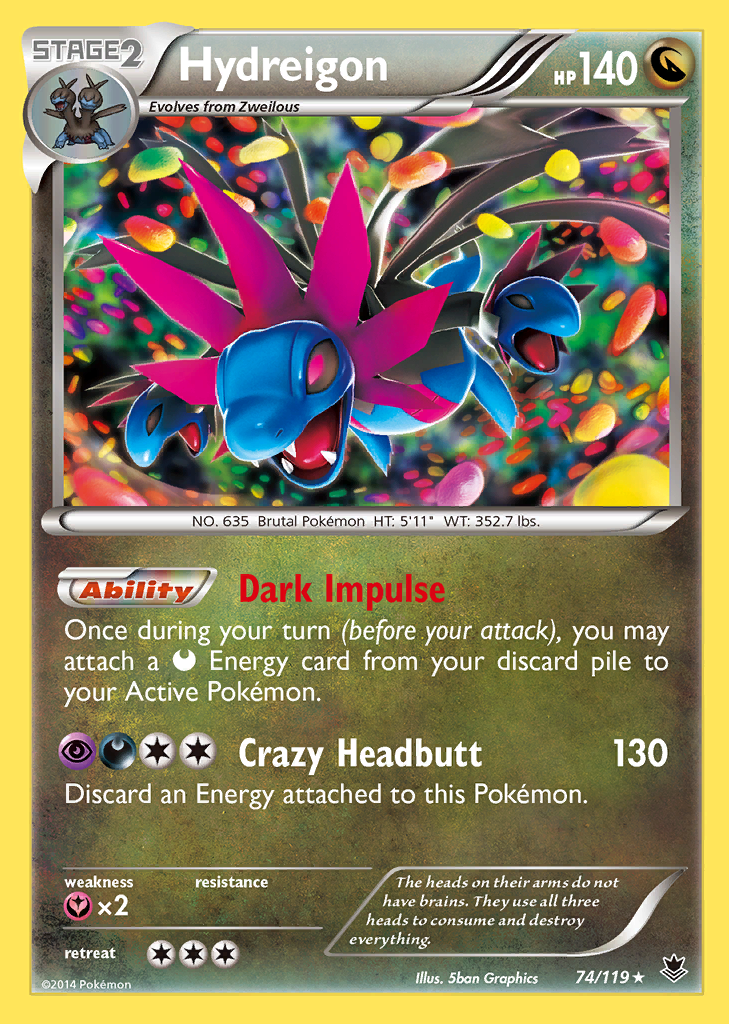 STAGE2
Hydreigon
HP140
Evolves from Zweilous
NO. 635 Brutal Pokémon HT: 5'11" WT: 352.7 lbs.
Ability Dark Impulse
Once during your turn (before your attack), you may
attach a Energy card from your discard pile to
your Active Pokémon.
Crazy Headbutt 130
Discard an Energy attached to this Pokémon.
weakness resistance
×2
retreat
The heads on their arms do not
have brains. They use all three
heads to consume and destroy
everything.
Illus. 5ban Graphics 74/119★
©2014 Pokémon